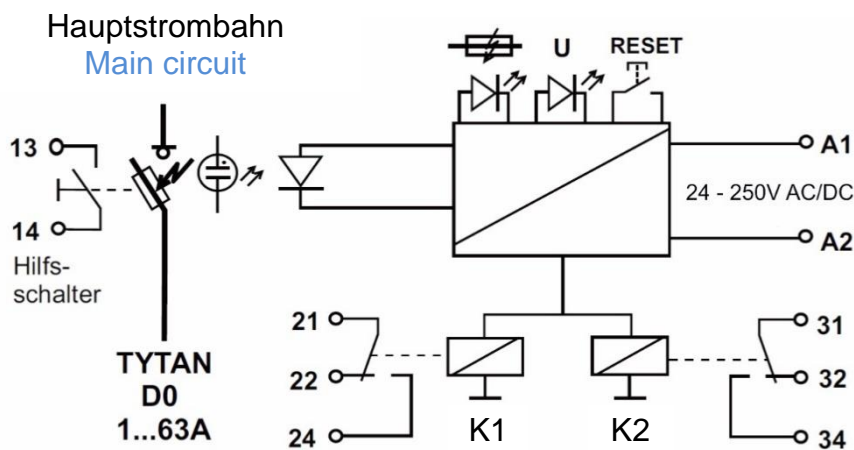 Hauptstrombahn
Main circuit
U
RESET
13
14
Hilfs-
schalter
A1
24 - 250V AC/DC
A2
21
22
24
31
32
34
TYTAN
D0
1...63A
K1
K2